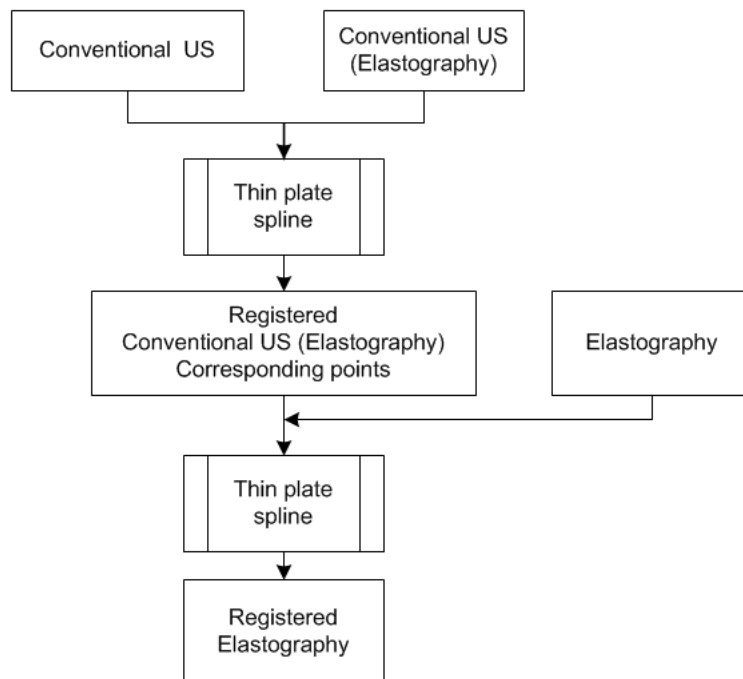 Conventional US
Conventional US
(Elastography)
Thin plate
spline
Registered
Conventional US (Elastography)
Corresponding points
Elastography
Thin plate
spline
Registered
Elastography